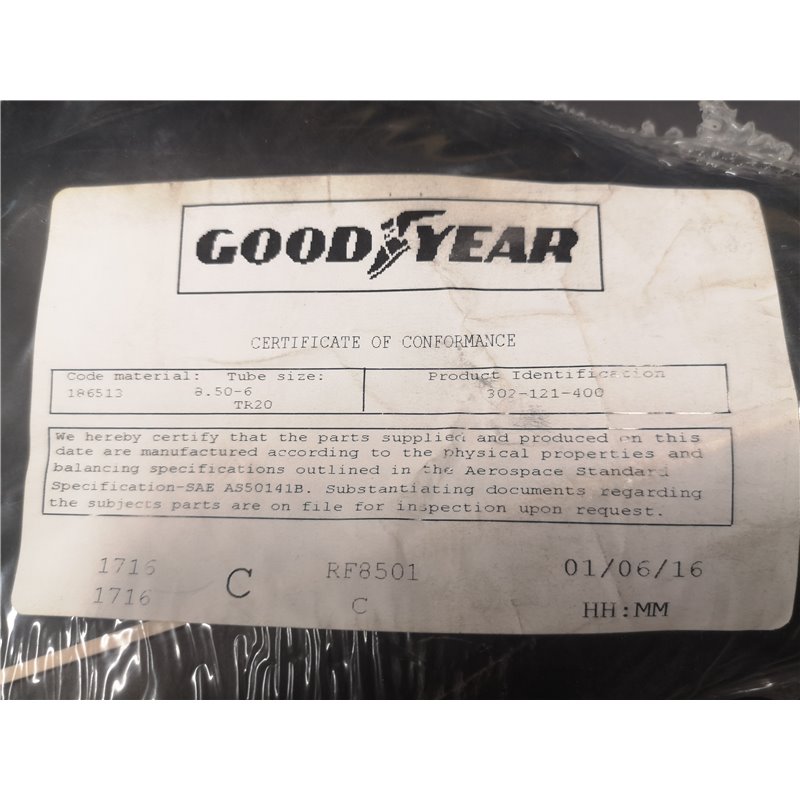 GOOD YEAR
CERTIFICATE OF CONFORMANCE
Code material: Tube size: Product Identification
186513 8.50-6 302-121-400
TR20
We hereby certify that the parts supplied and produced on this
date are manufactured according to the physical properties and
balancing specifications outlined in the Aerospace Standard
Specification-SAE AS50141B. Substantiating documents regarding
the subjects parts are on file for inspection upon request.
1716 C RF8501 01/06/16
1716 C HH:MM